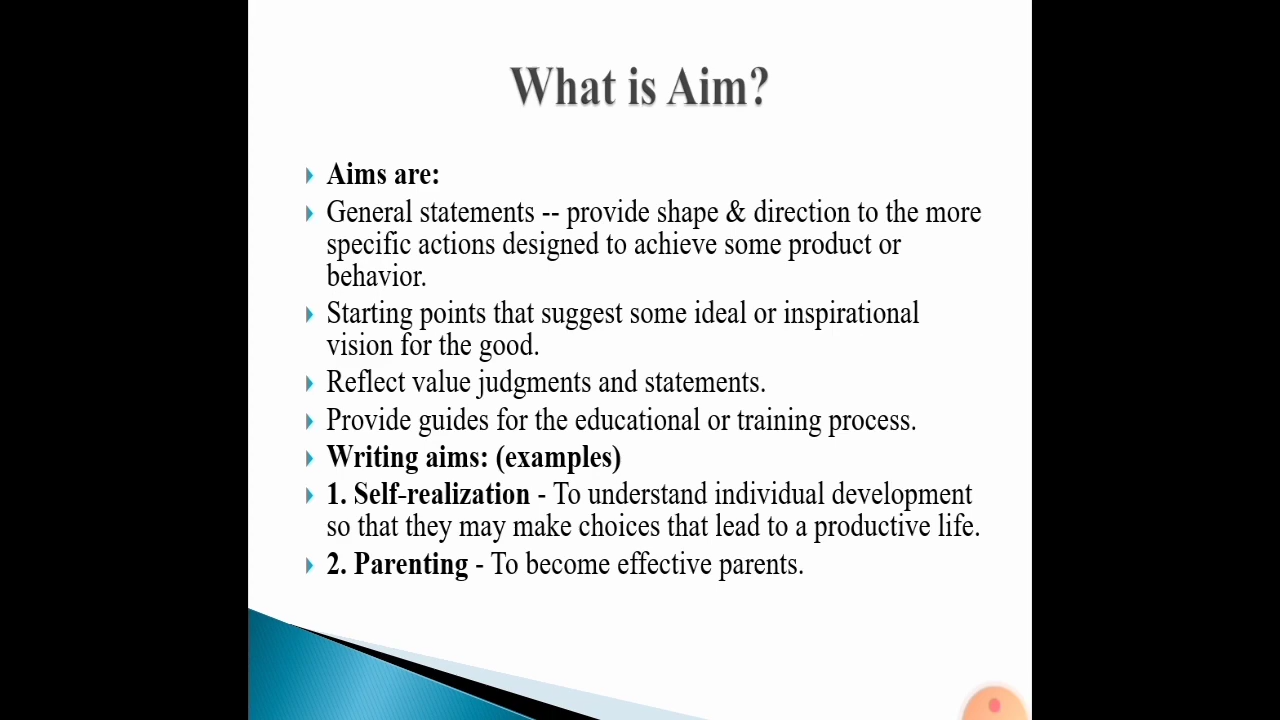 What is Aim?
Aims are:
General statements -- provide shape & direction to the more
specific actions designed to achieve some product or
behavior.
Starting points that suggest some ideal or inspirational
vision for the good.
Reflect value judgments and statements.
Provide guides for the educational or training process.
Writing aims: (examples)
1. Self-realization - To understand individual development
so that they may make choices that lead to a productive life.
2. Parenting - To become effective parents.